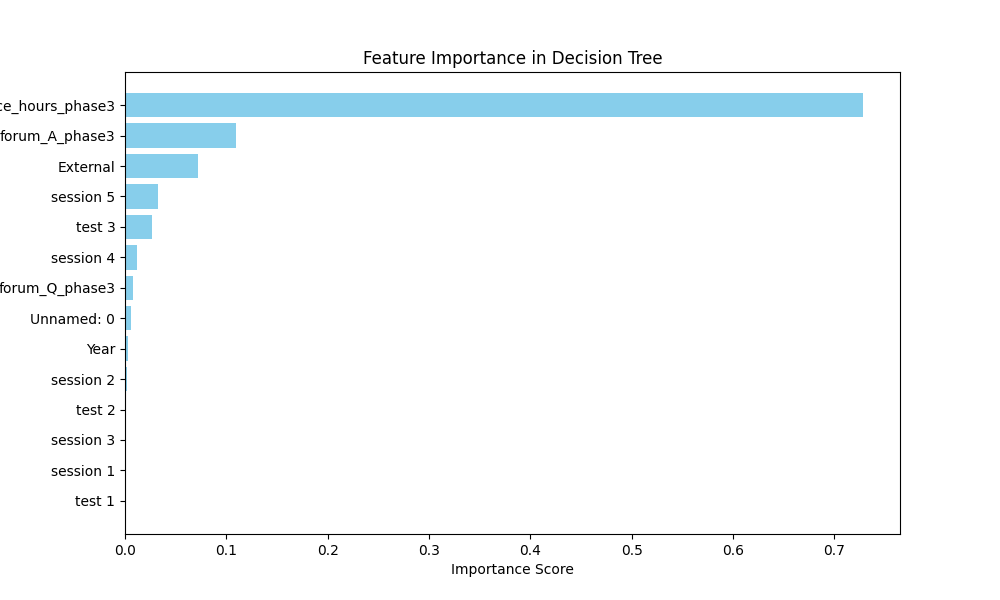 Feature Importance in Decision Tree
ce_hours_phase3
forum_A_phase3
External
session 5
test 3
session 4
forum_Q_phase3
Unnamed: 0
Year
session 2
test 2
session 3
session 1
test 1
0.0 0.1 0.2 0.3 0.4 0.5 0.6 0.7
Importance Score